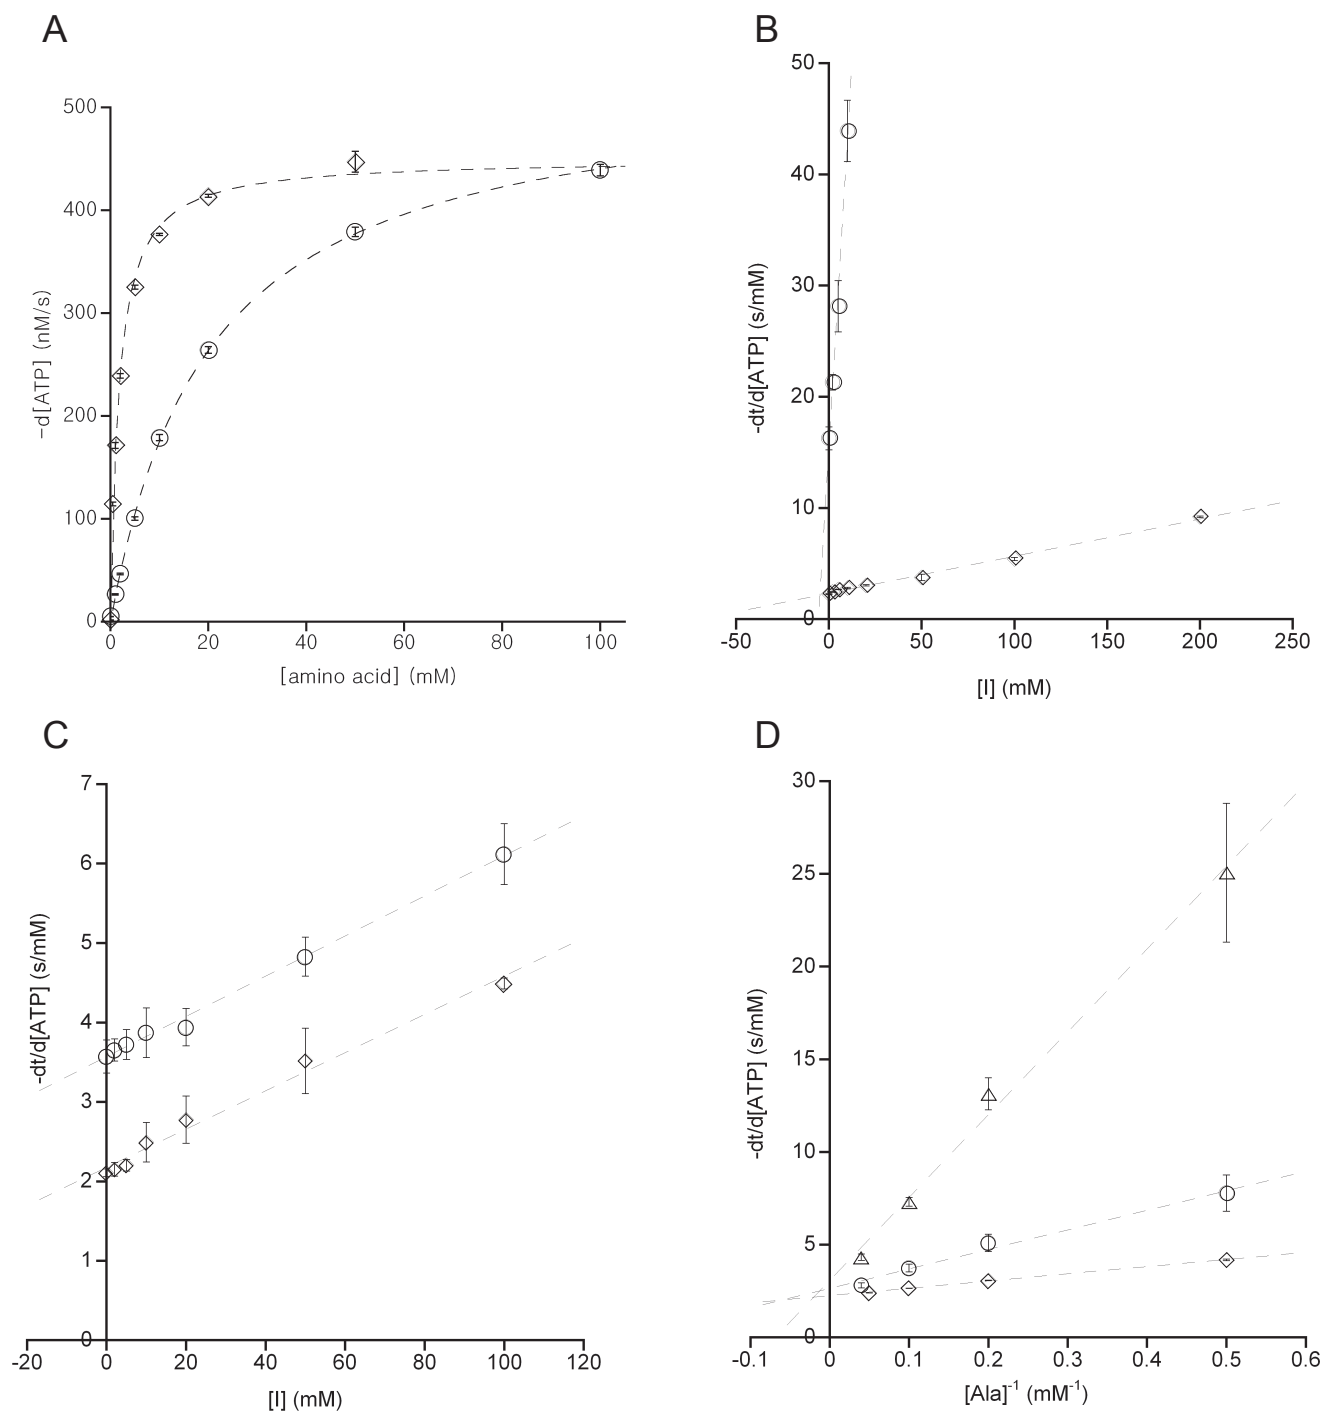 A
500
400
300
200
100
0
0 20 40 60 80 100
−d[ATP] (nM/s)
[amino acid] (mM)
B
50
40
30
20
10
0
-50 0 50 100 150 200 250
-dt/d[ATP] (s/mM)
[I] (mM)
C
7
6
5
4
3
2
1
0
-20 0 20 40 60 80 100 120
-dt/d[ATP] (s/mM)
[I] (mM)
D
30
25
20
15
10
5
0
-0.1 0 0.1 0.2 0.3 0.4 0.5 0.6
-dt/d[ATP] (s/mM)
[Ala]⁻¹ (mM⁻¹)